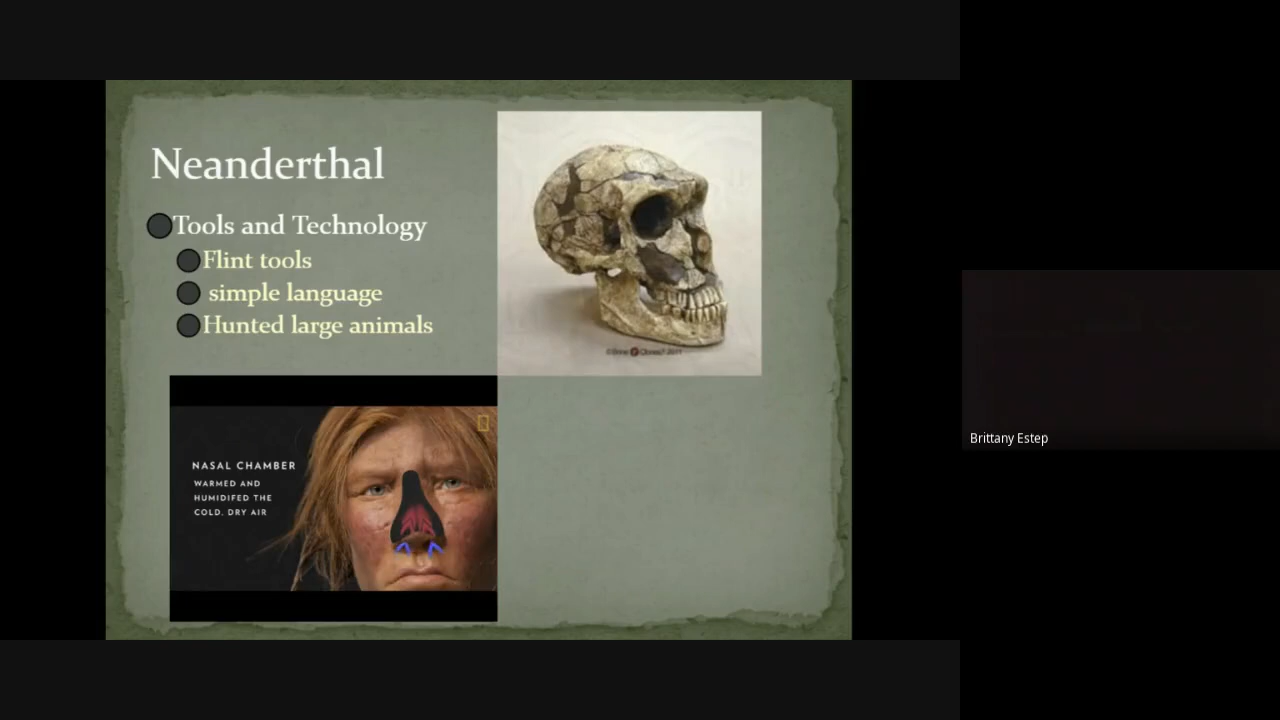 Neanderthal
Tools and Technology
Flint tools
simple language
Hunted large animals
NASAL CHAMBER
WARMED AND
HUMIDIFED THE
COLD, DRY AIR
Brittany Estep